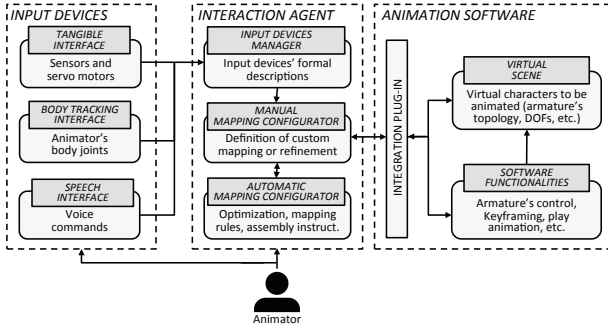 INPUT DEVICES
TANGIBLE
INTERFACE
Sensors and
servo motors
BODY TRACKING
INTERFACE
Animator's
body joints
SPEECH
INTERFACE
Voice
commands
INTERACTION AGENT
INPUT DEVICES
MANAGER
Input devices' formal
descriptions
MANUAL
MAPPING CONFIGURATOR
Definition of custom
mapping or refinement
AUTOMATIC
MAPPING CONFIGURATOR
Optimization, mapping
rules, assembly instruct.
ANIMATION SOFTWARE
INTEGRATION PLUG-IN
VIRTUAL
SCENE
Virtual characters to be
animated (armature's
topology, DOFs, etc.)
SOFTWARE
FUNCTIONALITIES
Armature's control,
Keyframing, play
animation, etc.
Animator